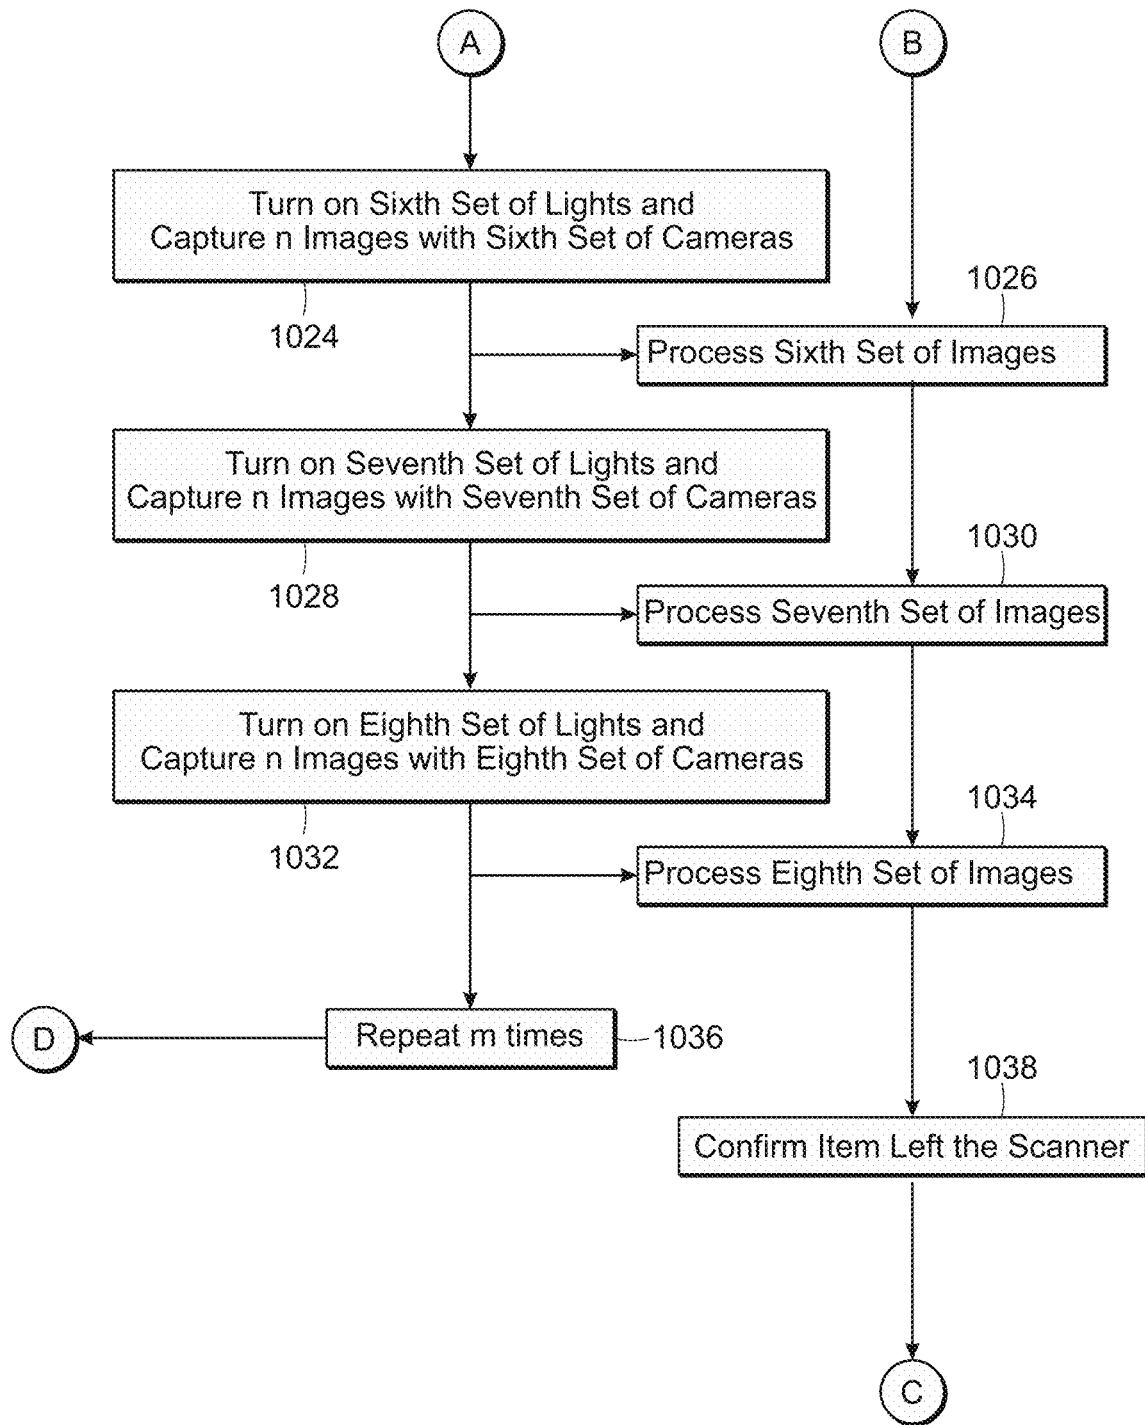 A
B
Turn on Sixth Set of Lights and
Capture n Images with Sixth Set of Cameras
1024
1026
Process Sixth Set of Images
Turn on Seventh Set of Lights and
Capture n Images with Seventh Set of Cameras
1028
1030
Process Seventh Set of Images
Turn on Eighth Set of Lights and
Capture n Images with Eighth Set of Cameras
1032
1034
Process Eighth Set of Images
D
Repeat m times
1036
1038
Confirm Item Left the Scanner
C